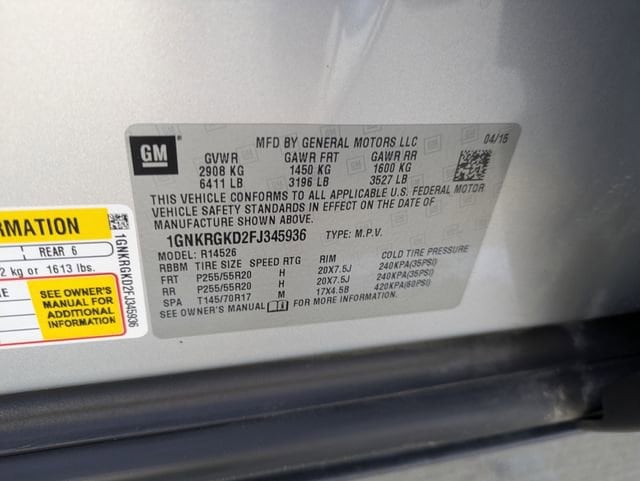 GM
MFD BY GENERAL MOTORS LLC 04/15
GVWR GAWR FRT GAWR RR
2908 KG 1450 KG 1600 KG
6411 LB 3196 LB 3527 LB
THIS VEHICLE CONFORMS TO ALL APPLICABLE U.S. FEDERAL MOTOR
VEHICLE SAFETY STANDARDS IN EFFECT ON THE DATE OF
MANUFACTURE SHOWN ABOVE.
1GNKRGKD2FJ345936 TYPE: M.P.V.
MODEL: R14526
RBBM TIRE SIZE SPEED RTG RIM COLD TIRE PRESSURE
FRT P255/55R20 H 20X7.5J 240KPA(35PSI)
RR P255/55R20 H 20X7.5J 240KPA(35PSI)
SPA T145/70R17 M 17X4.5B 420KPA(60PSI)
SEE OWNER'S MANUAL FOR MORE INFORMATION.
RMATION
REAR 6
2 kg or 1613 lbs.
SEE OWNER'S
MANUAL FOR
ADDITIONAL
INFORMATION
1GNKRGKD2FJ345936